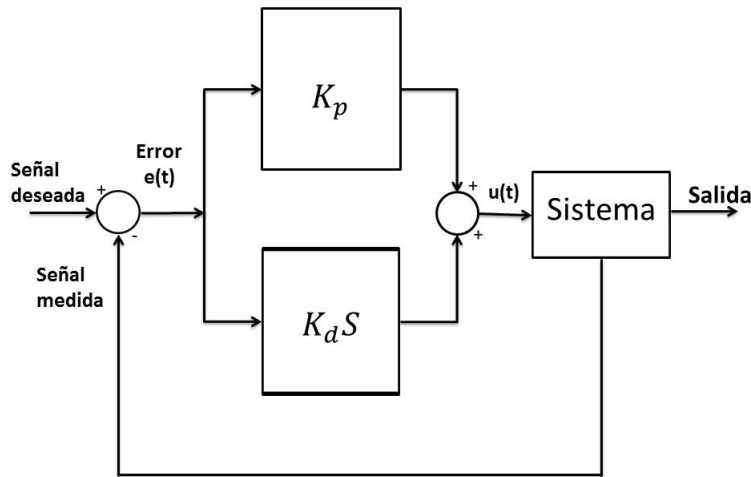 K_p
Error
e(t)
Señal
deseada
+
-
+
+
u(t)
Sistema
Salida
Señal
medida
K_d S